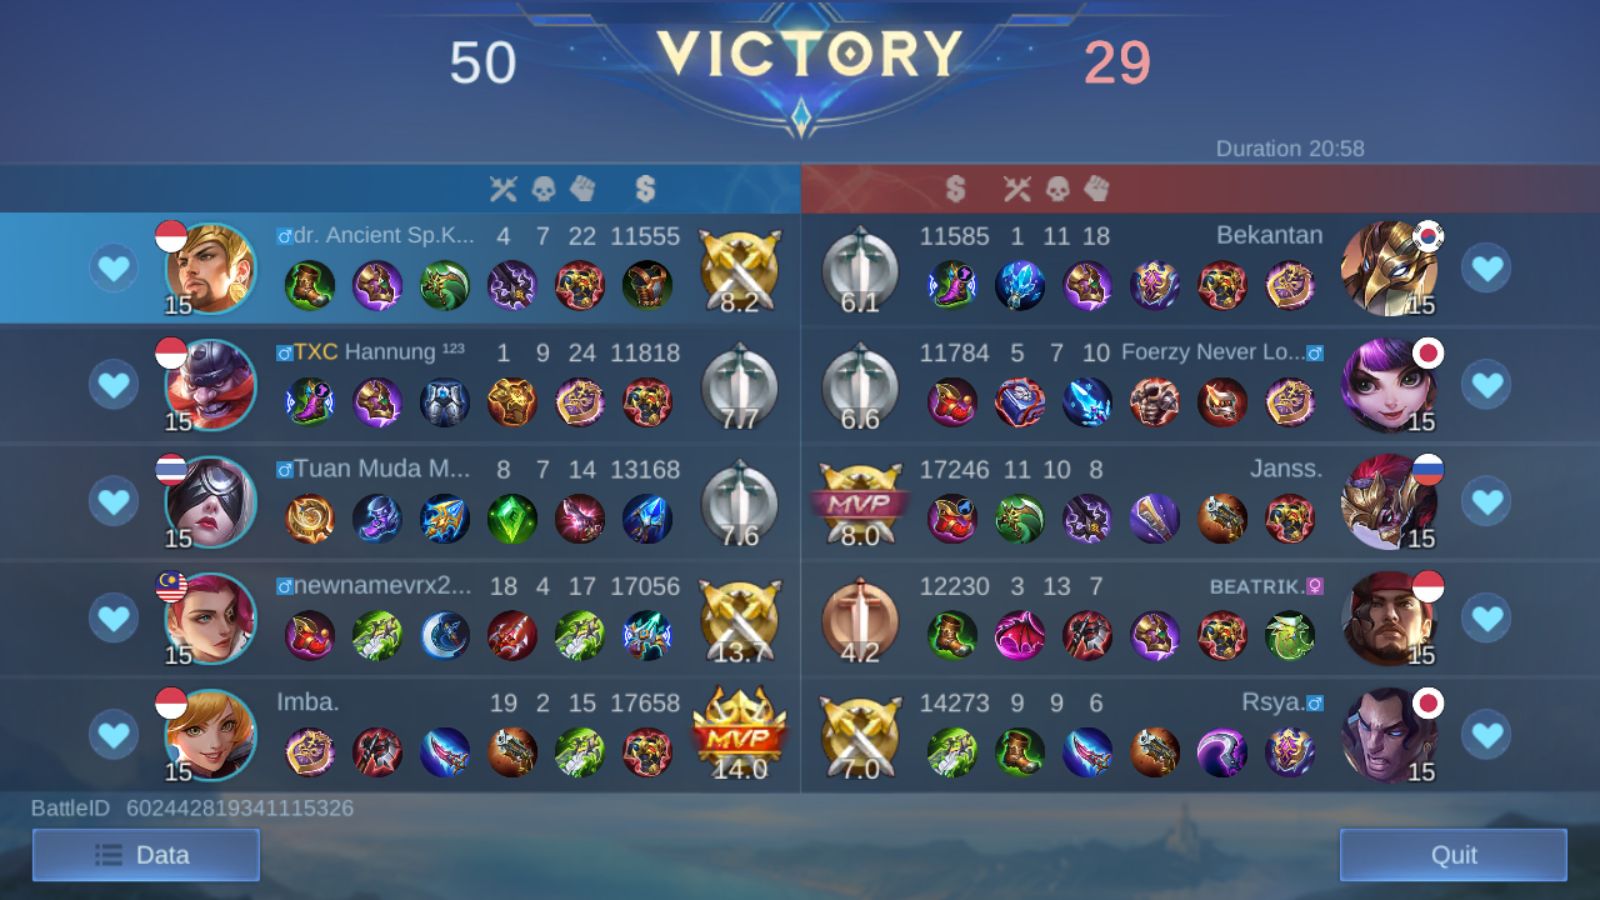 50 VICTORY 29
Duration 20:58
dr. Ancient Sp.K... 4 7 22 11555
15 8.2
11585 1 11 18 Bekantan
6.1 15
TXC Hannung ¹²³ 1 9 24 11818
15 7.7
11784 5 7 10 Foerzy Never Lo...
6.6 15
Tuan Muda M... 8 7 14 13168
15 7.6
17246 11 10 8 Janss.
MVP 8.0 15
newnamevrx2... 18 4 17 17056
15 13.7
12230 3 13 7 BEATRIK.
4.2 15
Imba. 19 2 15 17658
15 MVP 14.0
14273 9 9 6 Rsya.
7.0 15
BattleID 602442819341115326
Data
Quit